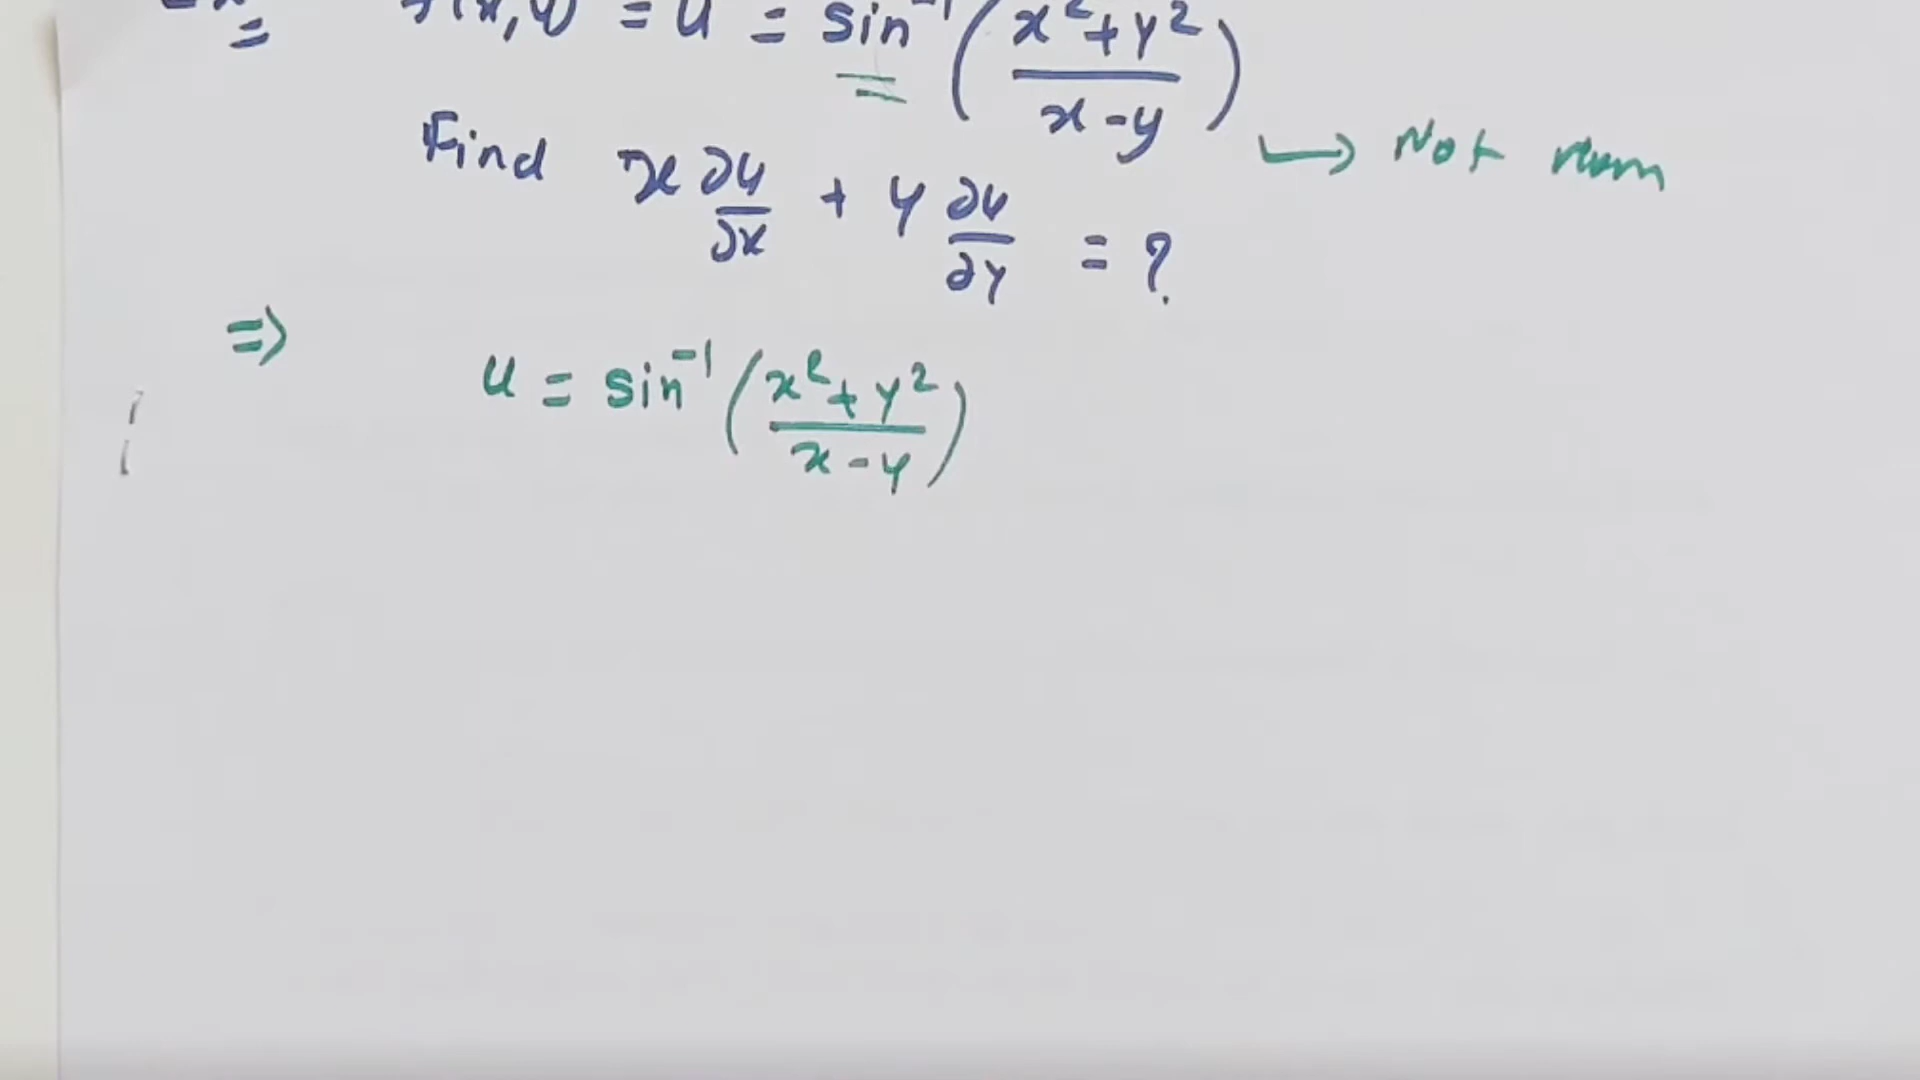 f(x,y) = u = sin⁻¹ (x²+y² / x-y)
→ Not
Find x ∂u/∂x + y ∂u/∂y = ?
⇒ u = sin⁻¹ (x²+y² / x-y)